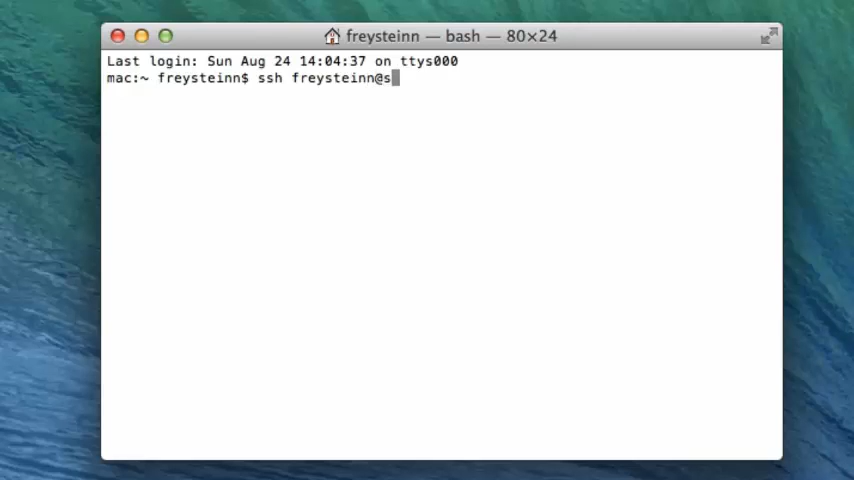 freysteinn — bash — 80×24
Last login: Sun Aug 24 14:04:37 on ttys000
mac:~ freysteinn$ ssh freysteinn@s